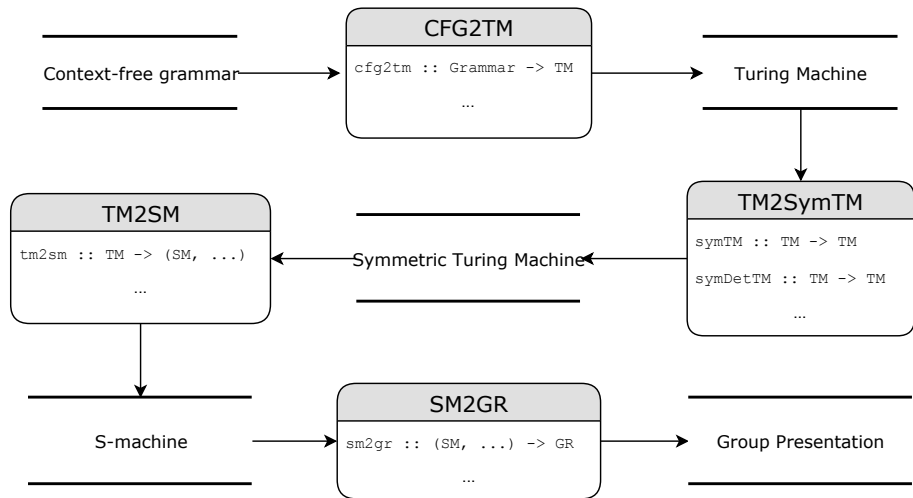 CFG2TM
Context-free grammar
cfg2tm :: Grammar -> TM
...
Turing Machine
TM2SymTM
symTM :: TM -> TM
symDetTM :: TM -> TM
...
Symmetric Turing Machine
TM2SM
tm2sm :: TM -> (SM, ...)
...
S-machine
SM2GR
sm2gr :: (SM, ...) -> GR
...
Group Presentation